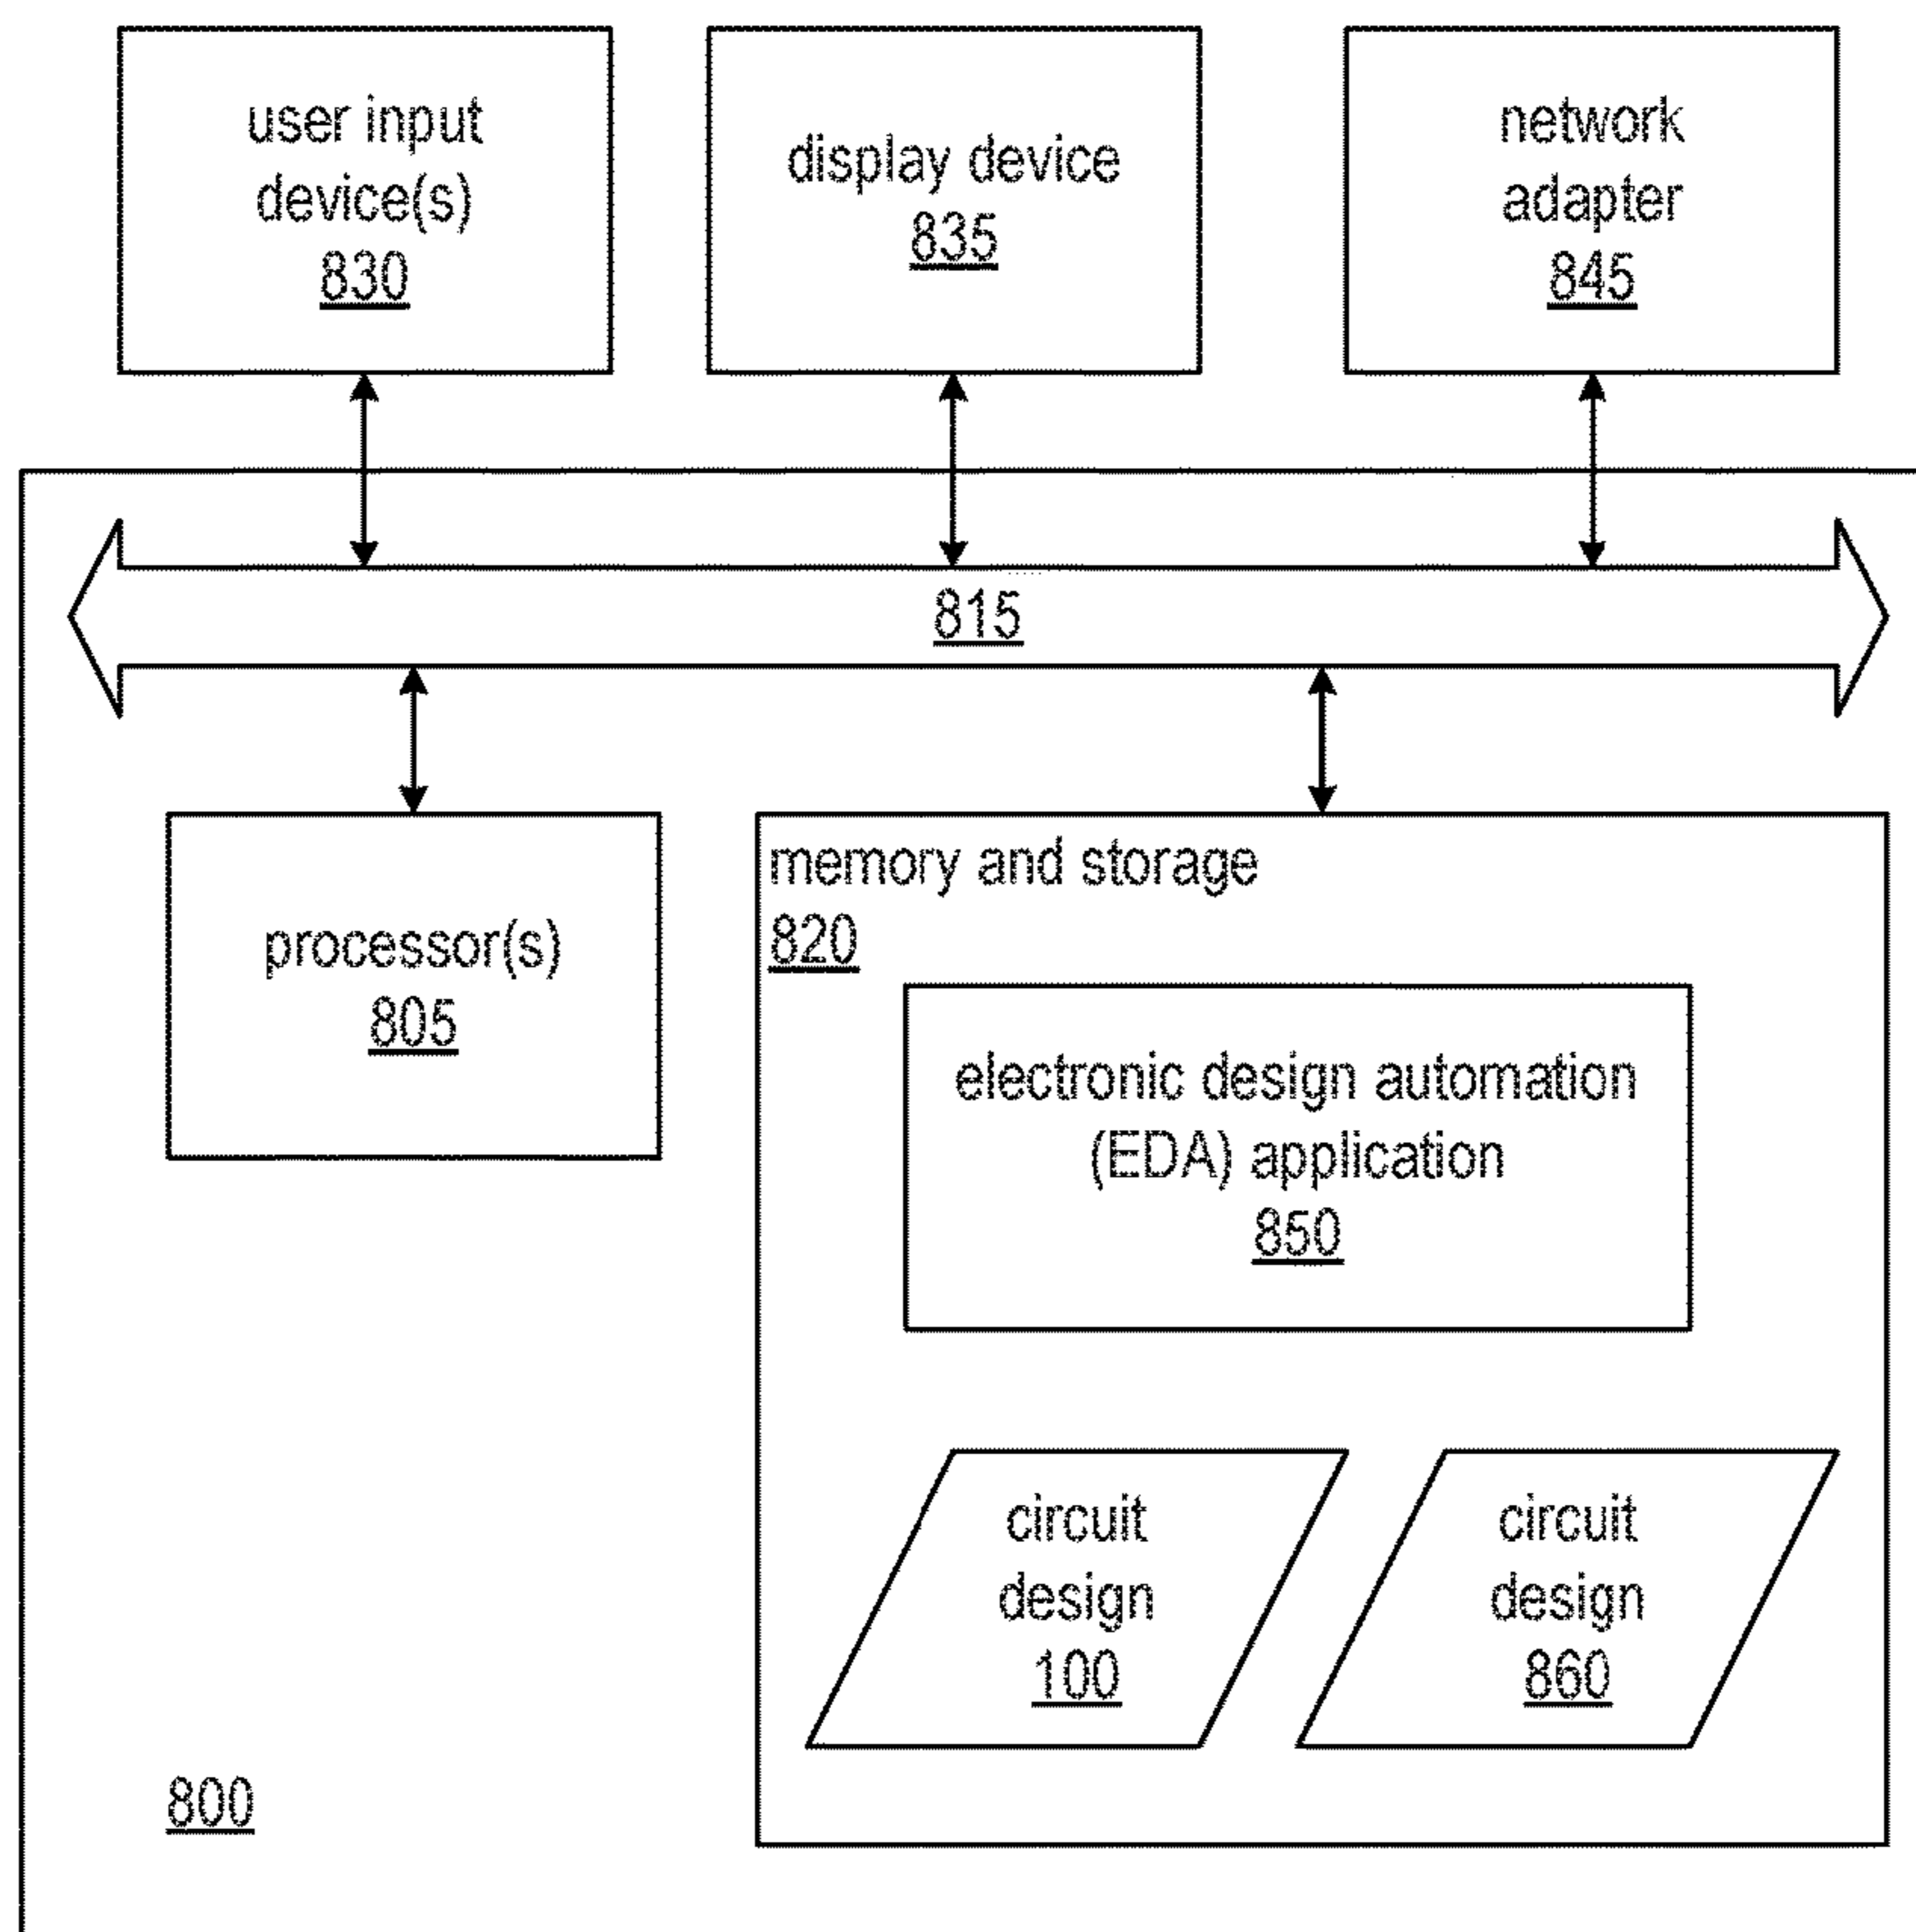 user input
device(s)
830
display device
835
network
adapter
845
815
processor(s)
805
memory and storage
820
electronic design automation
(EDA) application
850
circuit
design
100
circuit
design
860
800